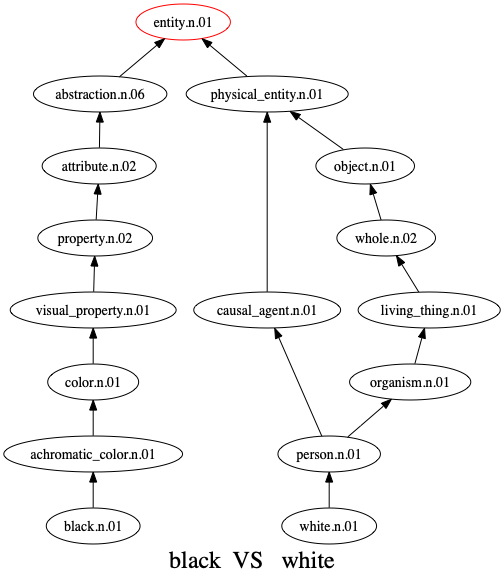 entity.n.01
abstraction.n.06 physical_entity.n.01
attribute.n.02 object.n.01
property.n.02 whole.n.02
visual_property.n.01 causal_agent.n.01 living_thing.n.01
color.n.01 organism.n.01
achromatic_color.n.01 person.n.01
black.n.01 white.n.01
black VS white